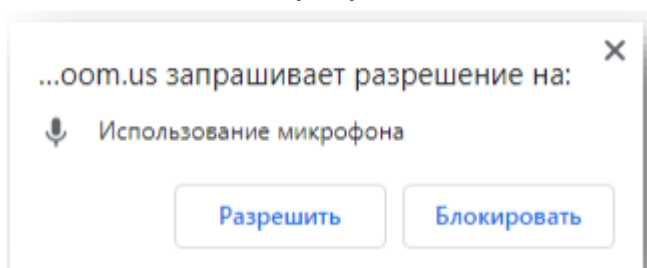 ...oom.us запрашивает разрешение на:
Использование микрофона
Разрешить Блокировать